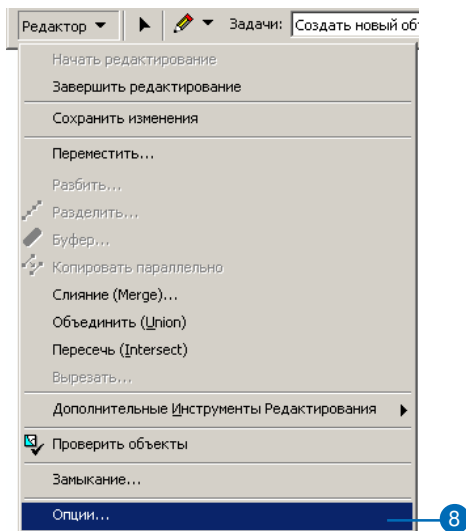 Редактор Задачи: Создать новый об
Начать редактирование
Завершить редактирование
Сохранить изменения
Переместить...
Разбить...
Разделить...
Буфер...
Копировать параллельно
Слияние (Merge)...
Объединить (Union)
Пересечь (Intersect)
Вырезать...
Дополнительные Инструменты Редактирования
Проверить объекты
Замыкание...
Опции... 8